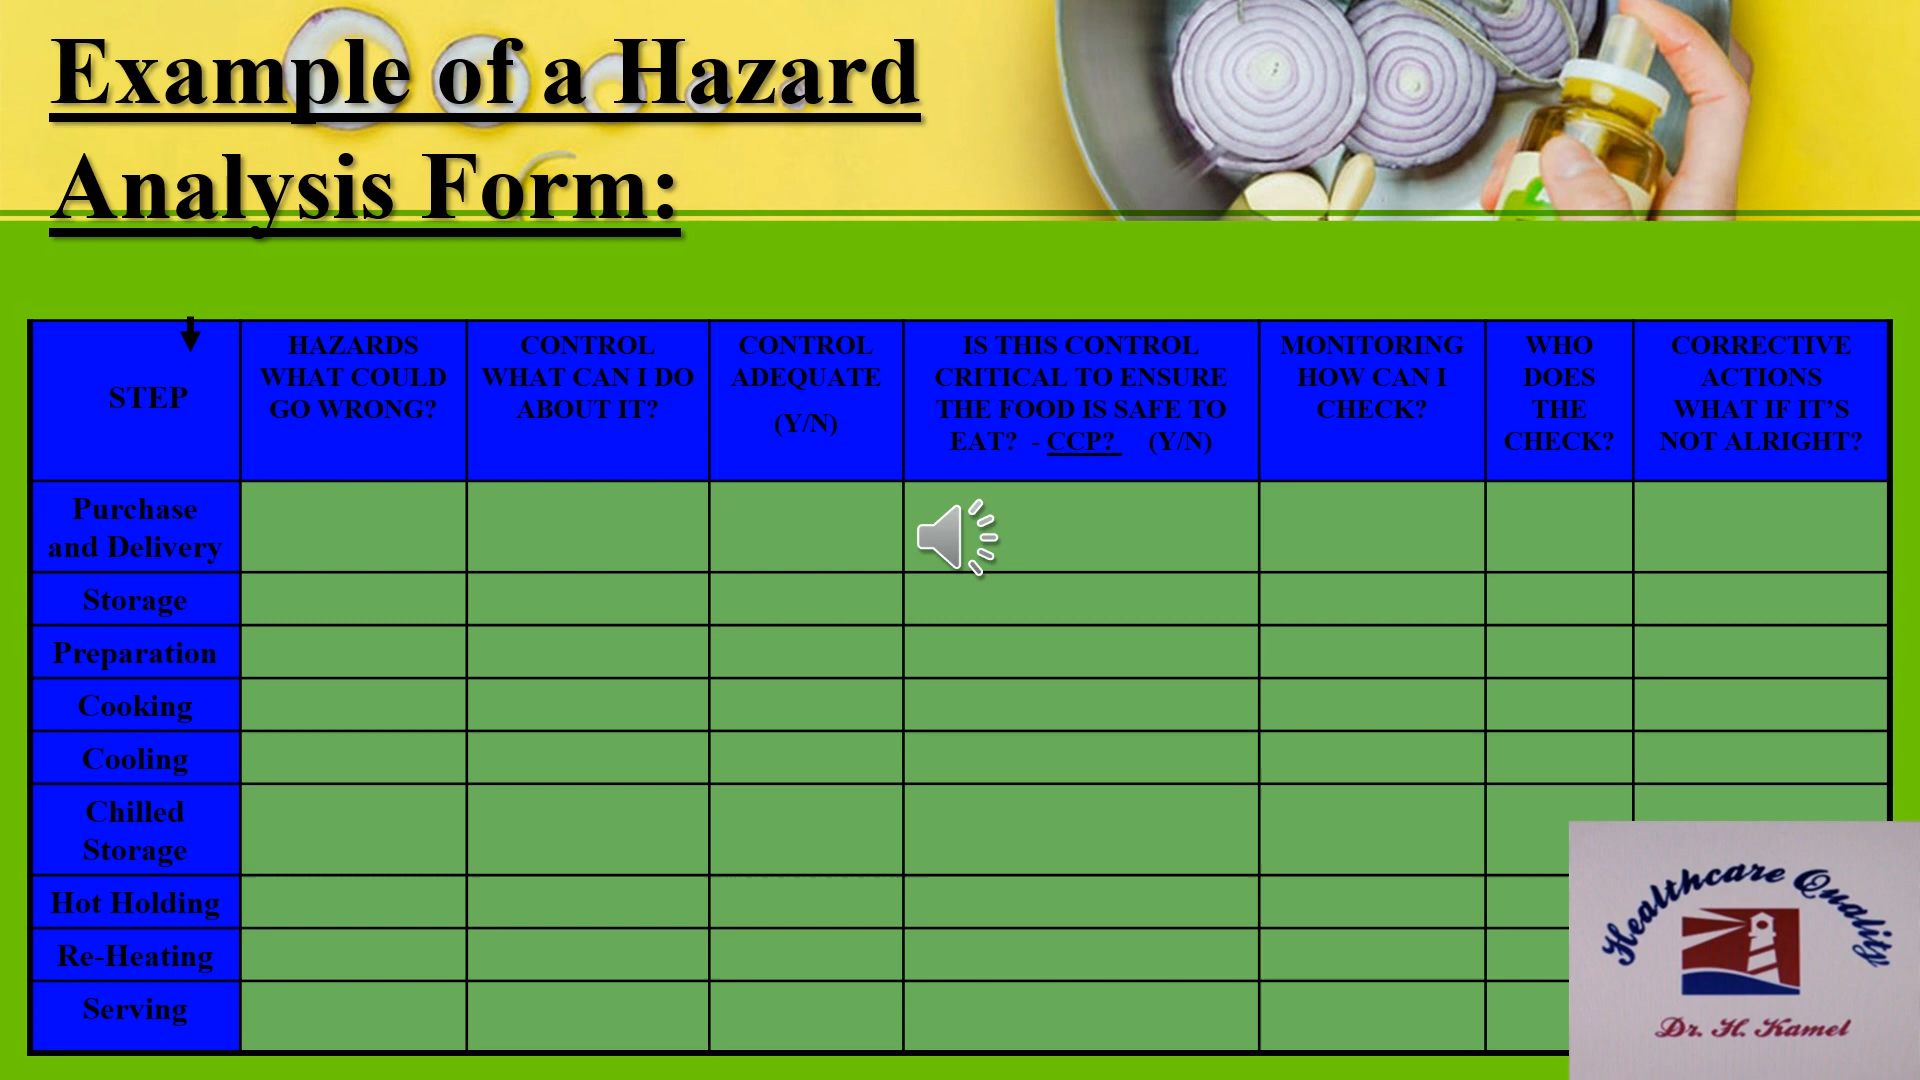 Example of a Hazard
Analysis Form:
STEP
HAZARDS
WHAT COULD
GO WRONG?
CONTROL
WHAT CAN I DO
ABOUT IT?
CONTROL
ADEQUATE
(Y/N)
IS THIS CONTROL
CRITICAL TO ENSURE
THE FOOD IS SAFE TO
EAT? - CCP? (Y/N)
MONITORING
HOW CAN I
CHECK?
WHO
DOES
THE
CHECK?
CORRECTIVE
ACTIONS
WHAT IF IT’S
NOT ALRIGHT?
Purchase
and Delivery
Storage
Preparation
Cooking
Cooling
Chilled
Storage
Hot Holding
Re-Heating
Serving
Healthcare Quality
Dr. H. Kamel